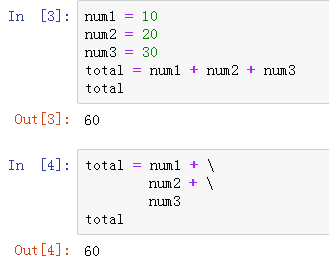 In [3]: num1 = 10
num2 = 20
num3 = 30
total = num1 + num2 + num3
total
Out[3]: 60
In [4]: total = num1 + \
num2 + \
num3
total
Out[4]: 60